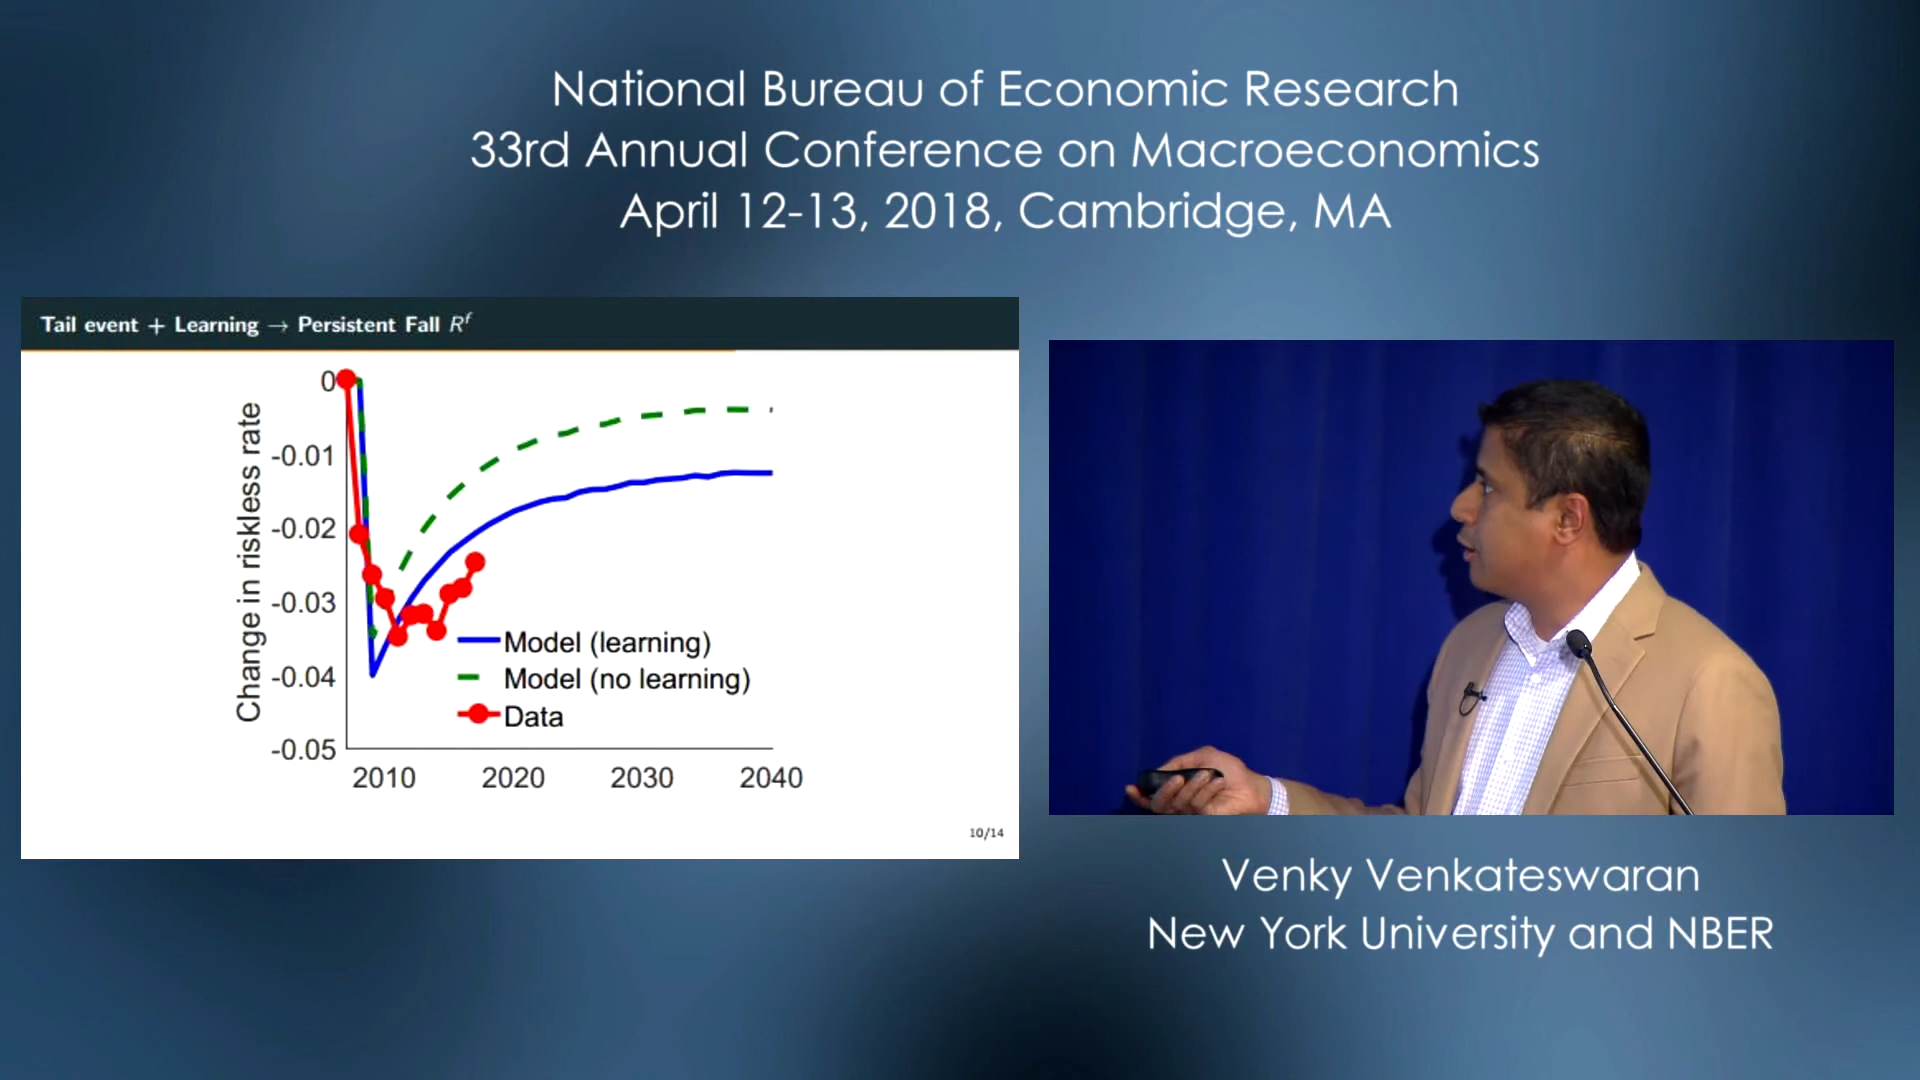 National Bureau of Economic Research
33rd Annual Conference on Macroeconomics
April 12-13, 2018, Cambridge, MA
Tail event + Learning → Persistent Fall R^f
Change in riskless rate
0
-0.01
-0.02
-0.03
-0.04
-0.05
2010 2020 2030 2040
Model (learning)
Model (no learning)
Data
10/14
Venky Venkateswaran
New York University and NBER